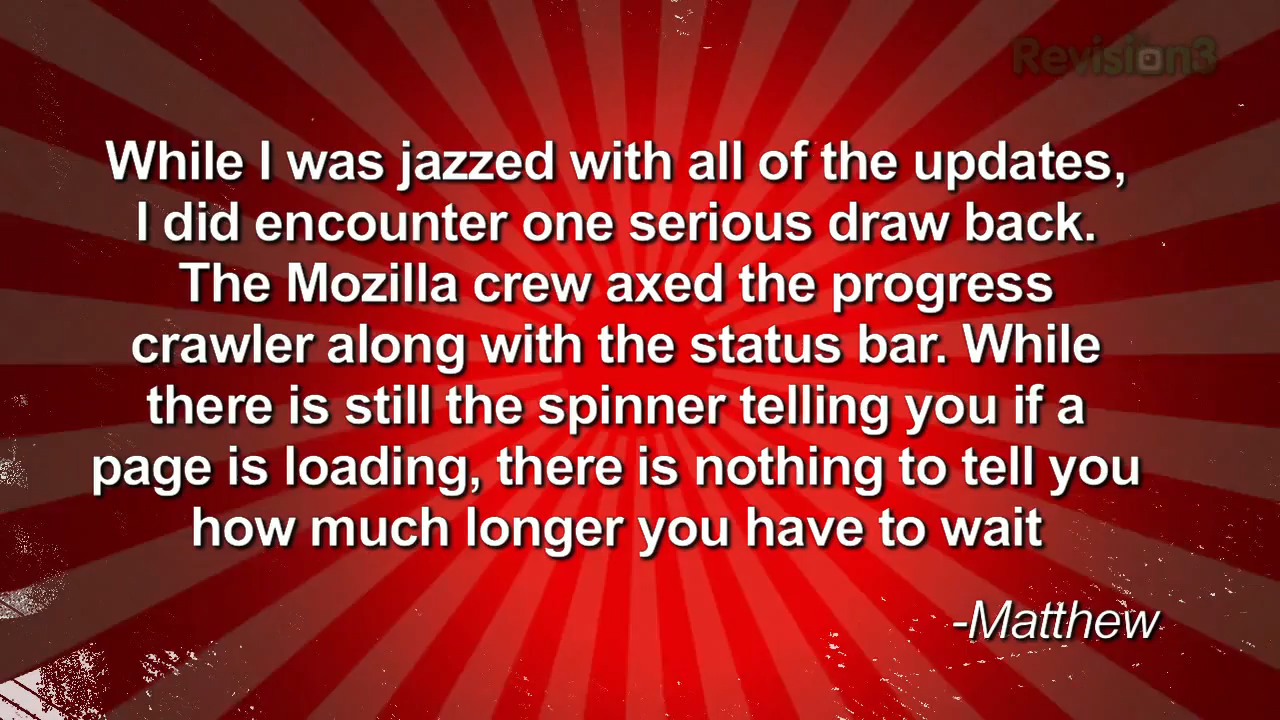 Revision3
While I was jazzed with all of the updates,
I did encounter one serious draw back.
The Mozilla crew axed the progress
crawler along with the status bar. While
there is still the spinner telling you if a
page is loading, there is nothing to tell you
how much longer you have to wait
-Matthew